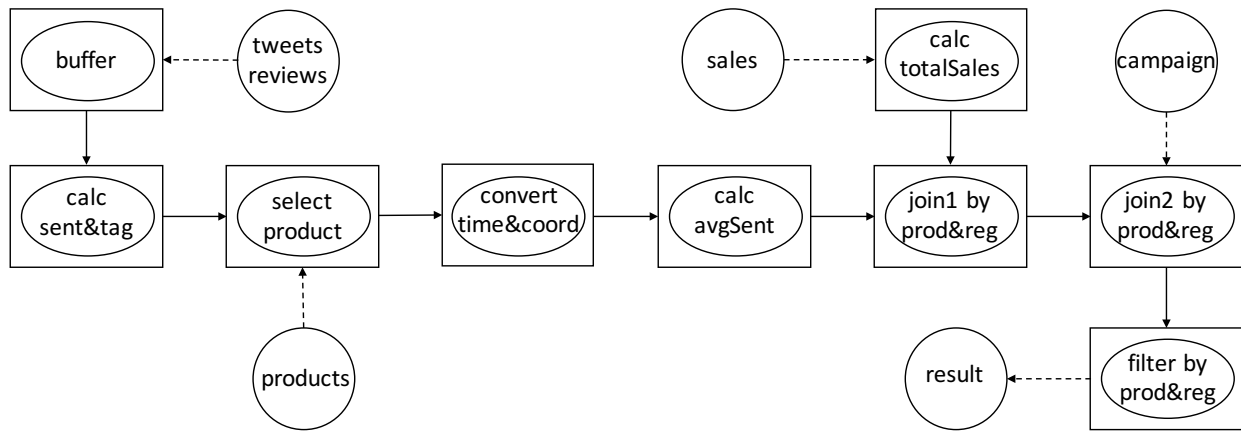 buffer
tweets
reviews
sales
calc
totalSales
campaign
calc
sent&tag
select
product
convert
time&coord
calc
avgSent
join1 by
prod&reg
join2 by
prod&reg
products
result
filter by
prod&reg